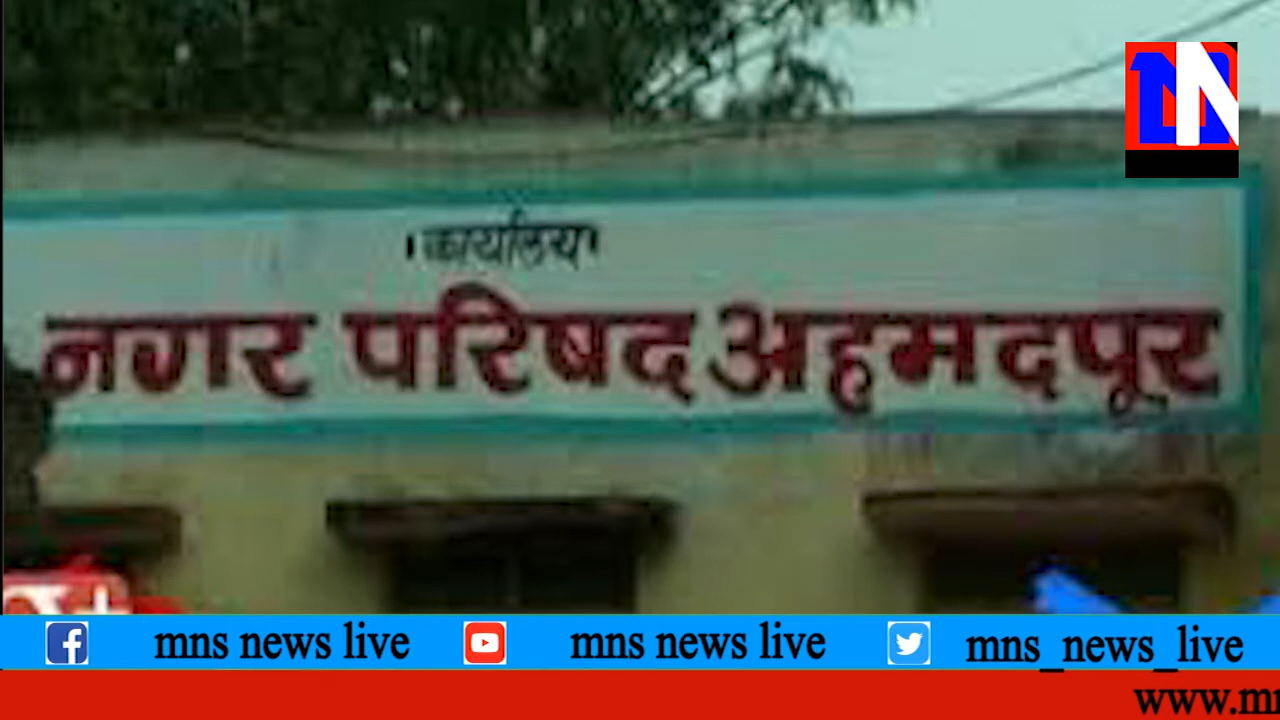 ।कार्यालय।
नगर परिषद अहमदपूर
mns news live mns news live mns_news_live